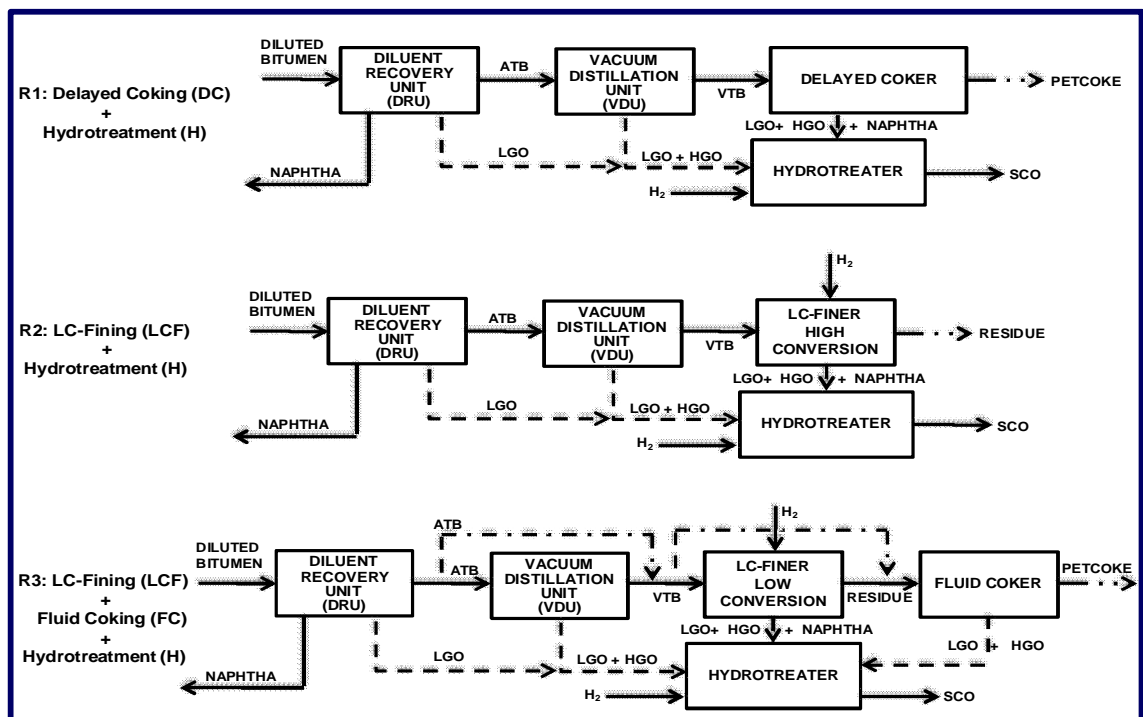 R1: Delayed Coking (DC)
+
Hydrotreatment (H)
DILUTED
BITUMEN
DILUENT
RECOVERY
UNIT
(DRU)
ATB
VACUUM
DISTILLATION
UNIT
(VDU)
VTB
DELAYED COKER
PETCOKE
LGO+ HGO + NAPHTHA
LGO
LGO + HGO
HYDROTREATER
SCO
NAPHTHA
H₂
R2: LC-Fining (LCF)
+
Hydrotreatment (H)
H₂
DILUTED
BITUMEN
DILUENT
RECOVERY
UNIT
(DRU)
ATB
VACUUM
DISTILLATION
UNIT
(VDU)
VTB
LC-FINER
HIGH
CONVERSION
RESIDUE
LGO+ HGO + NAPHTHA
LGO
LGO + HGO
HYDROTREATER
SCO
NAPHTHA
H₂
R3: LC-Fining (LCF)
+
Fluid Coking (FC)
+
Hydrotreatment (H)
H₂
ATB
DILUTED
BITUMEN
DILUENT
RECOVERY
UNIT
(DRU)
ATB
VACUUM
DISTILLATION
UNIT
(VDU)
VTB
LC-FINER
LOW
CONVERSION
RESIDUE
FLUID COKER
PETCOKE
LGO+ HGO + NAPHTHA
LGO + HGO
LGO
LGO + HGO
HYDROTREATER
SCO
NAPHTHA
H₂